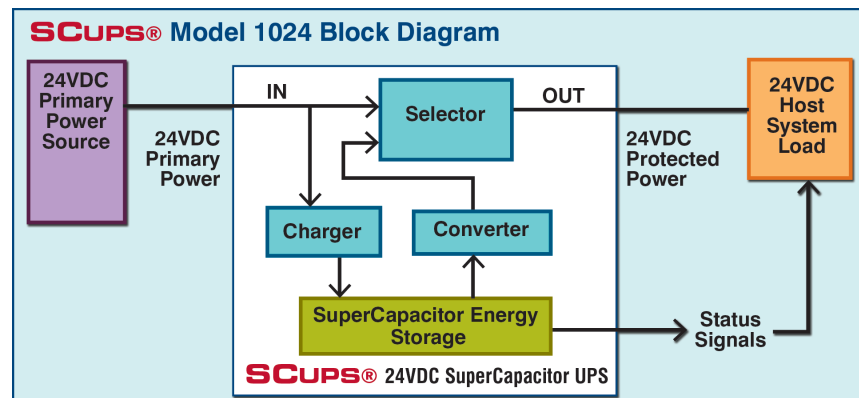 SCUPS® Model 1024 Block Diagram
24VDC
Primary
Power
Source
IN
Selector
OUT
24VDC
Host
System
Load
24VDC
Primary
Power
24VDC
Protected
Power
Charger
Converter
SuperCapacitor Energy
Storage
Status
Signals
SCUPS® 24VDC SuperCapacitor UPS